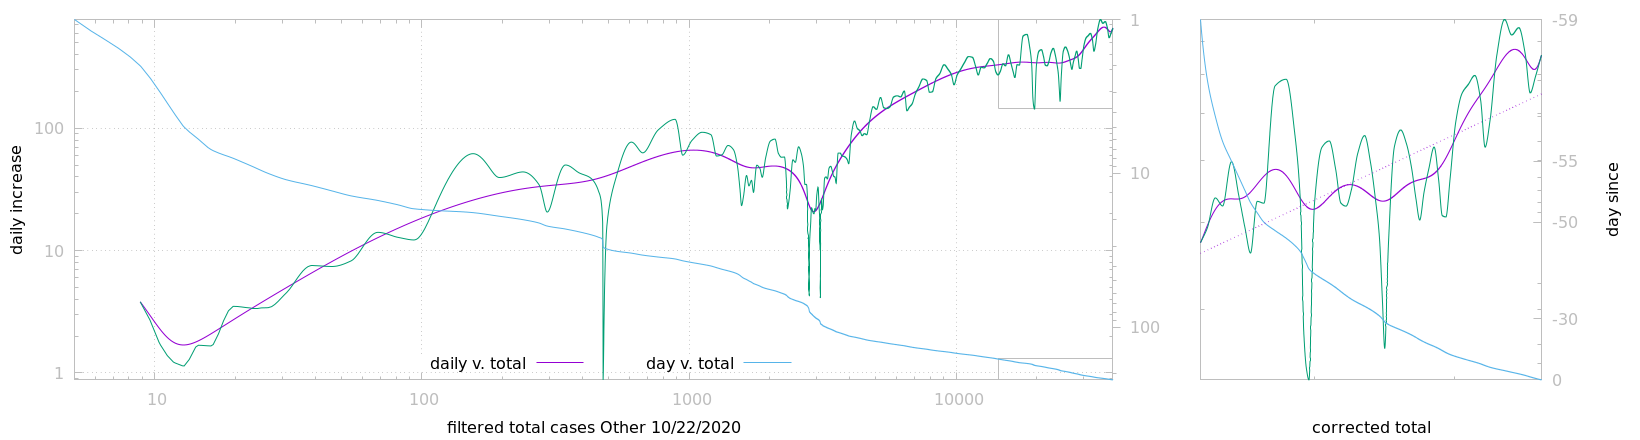 daily increase
100
10
1
daily v. total
day v. total
10
100
1000
10000
filtered total cases Other 10/22/2020
1
10
100
-59
-55
-50
-30
0
day since
corrected total